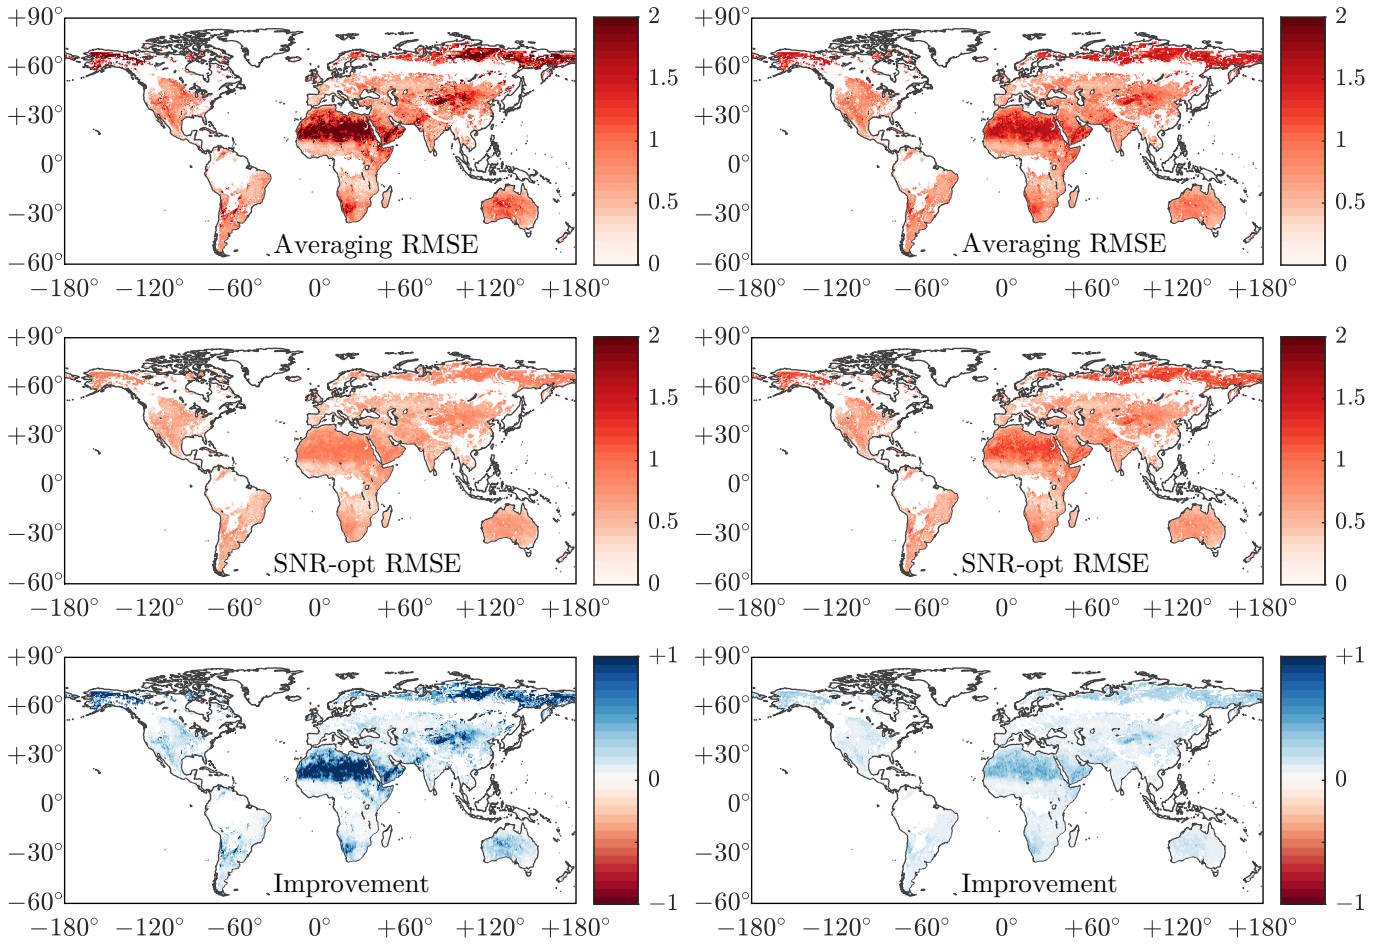 +90° 2 +90° 2
+60° 1.5 +60° 1.5
+30° 1 +30° 1
0° 0°
−30° 0.5 −30° 0.5
Averaging RMSE Averaging RMSE
−60° 0 −60° 0
−180° −120° −60° 0° +60° +120° +180° −180° −120° −60° 0° +60° +120° +180°
+90° 2 +90° 2
+60° 1.5 +60° 1.5
+30° 1 +30° 1
0° 0°
−30° 0.5 −30° 0.5
SNR-opt RMSE SNR-opt RMSE
−60° 0 −60° 0
−180° −120° −60° 0° +60° +120° +180° −180° −120° −60° 0° +60° +120° +180°
+90° +1 +90° +1
+60° +60°
+30° 0 +30° 0
0° 0°
−30° −30°
Improvement Improvement
−60° −1 −60° −1
−180° −120° −60° 0° +60° +120° +180° −180° −120° −60° 0° +60° +120° +180°